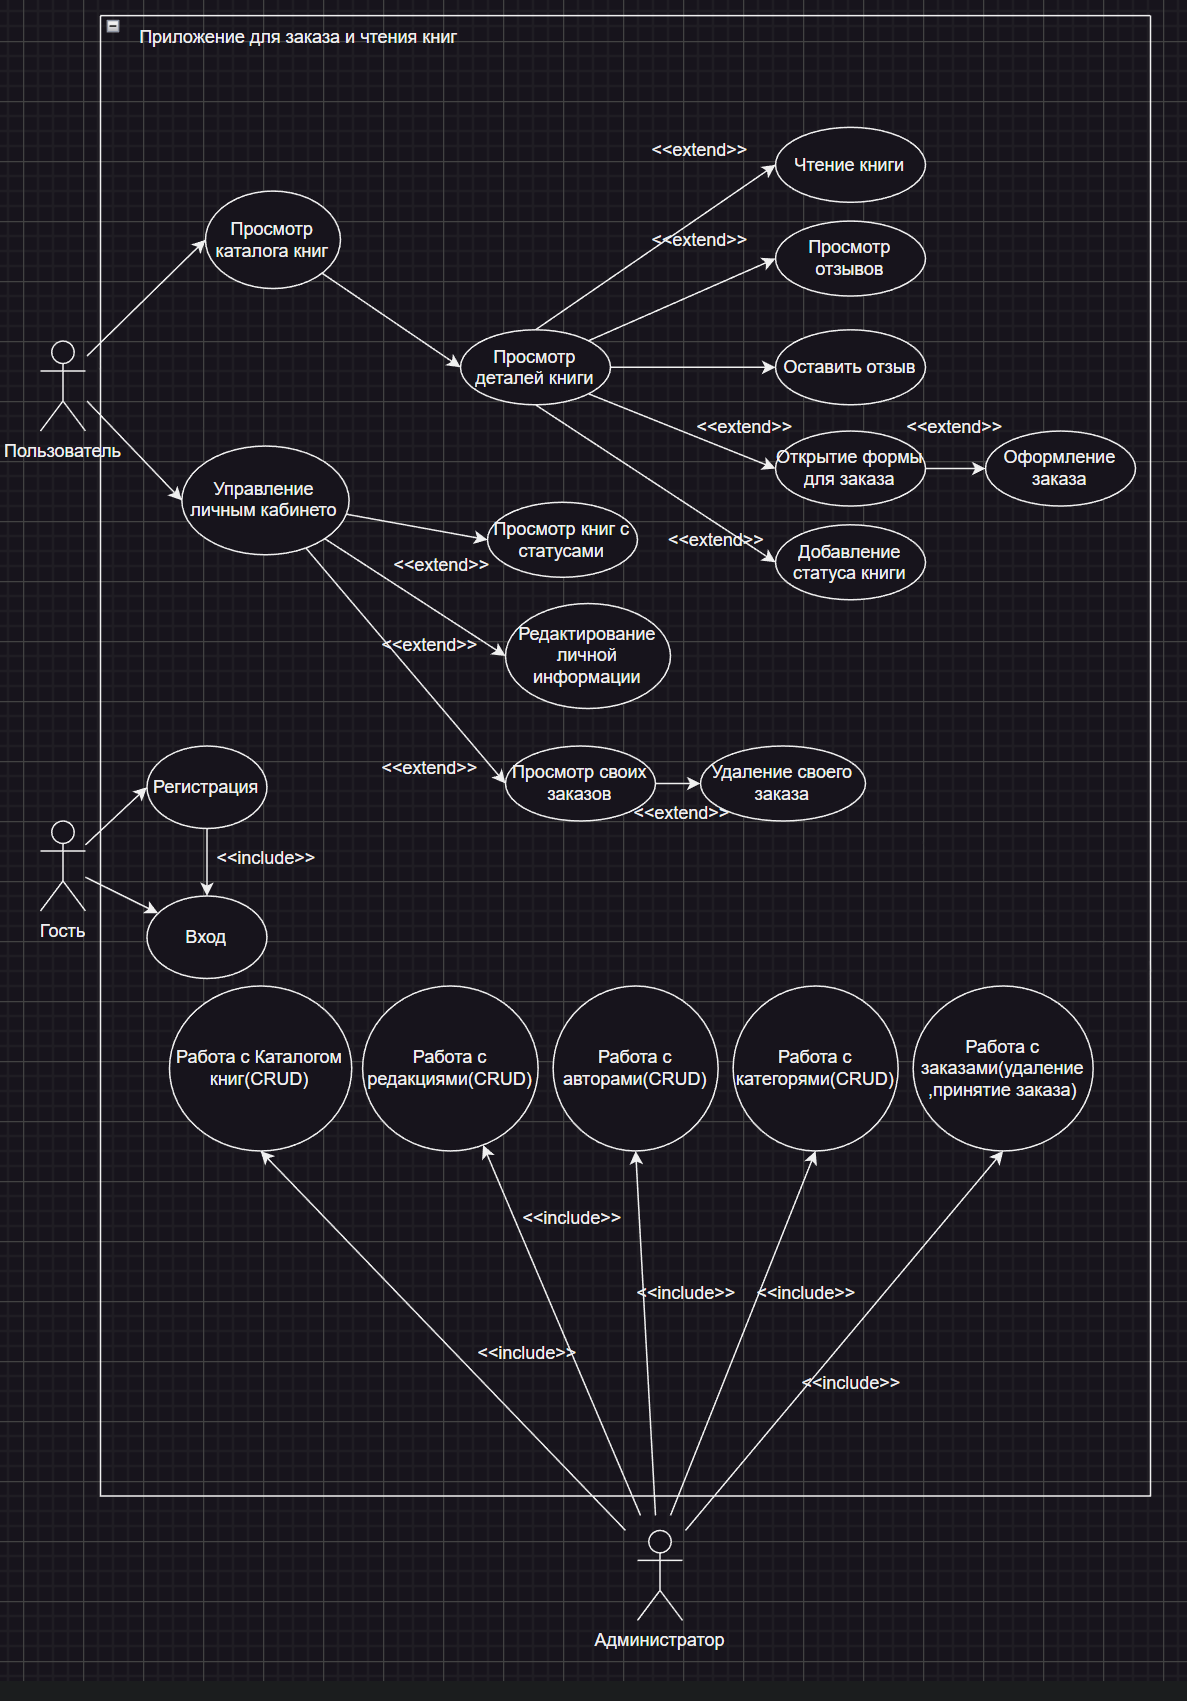 Приложение для заказа и чтения книг
<<extend>>
Чтение книги
Просмотр
каталога книг
<<extend>>
Просмотр
отзывов
Просмотр
деталей книги
Оставить отзыв
Пользователь
<<extend>>
<<extend>>
Открытие формы
для заказа
Оформление
заказа
Управление
личным кабинето
Просмотр книг с
статусами
<<extend>>
Добавление
статуса книги
<<extend>>
<<extend>>
Редактирование
личной
информации
<<extend>>
Просмотр своих
заказов
Удаление своего
заказа
<<extend>>
Регистрация
<<include>>
Гость
Вход
Работа с Каталогом
книг(CRUD)
Работа с
редакциями(CRUD)
Работа с
авторами(CRUD)
Работа с
категорями(CRUD)
Работа с
заказами(удаление
,принятие заказа)
<<include>>
<<include>>
<<include>>
<<include>>
<<include>>
Администратор